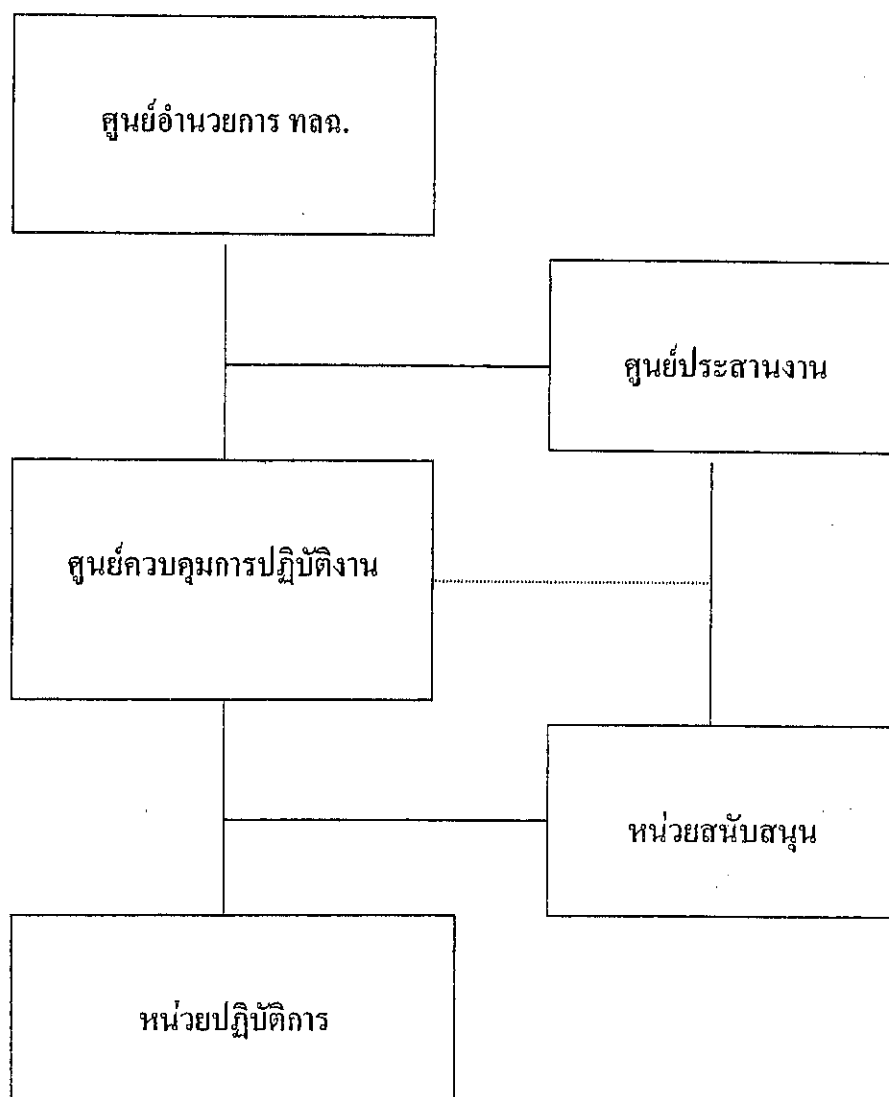 ศูนย์อำนวยการ ทลฉ.
ศูนย์ประสานงาน
ศูนย์ควบคุมการปฏิบัติงาน
หน่วยสนับสนุน
หน่วยปฏิบัติการ